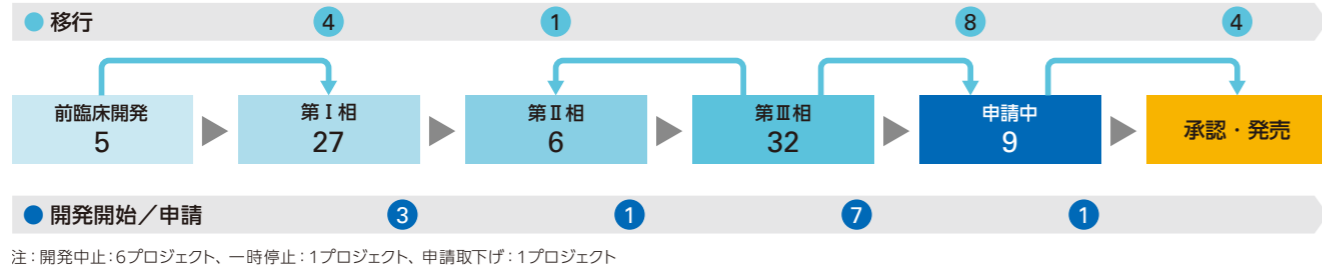 ● 移行 4 1 8 4
前臨床開発 第Ⅰ相 第Ⅱ相 第Ⅲ相 申請中 承認・発売
5 27 6 32 9
● 開発開始／申請 3 1 7 1
注：開発中止：6プロジェクト、一時停止：1プロジェクト、申請取下げ：1プロジェクト